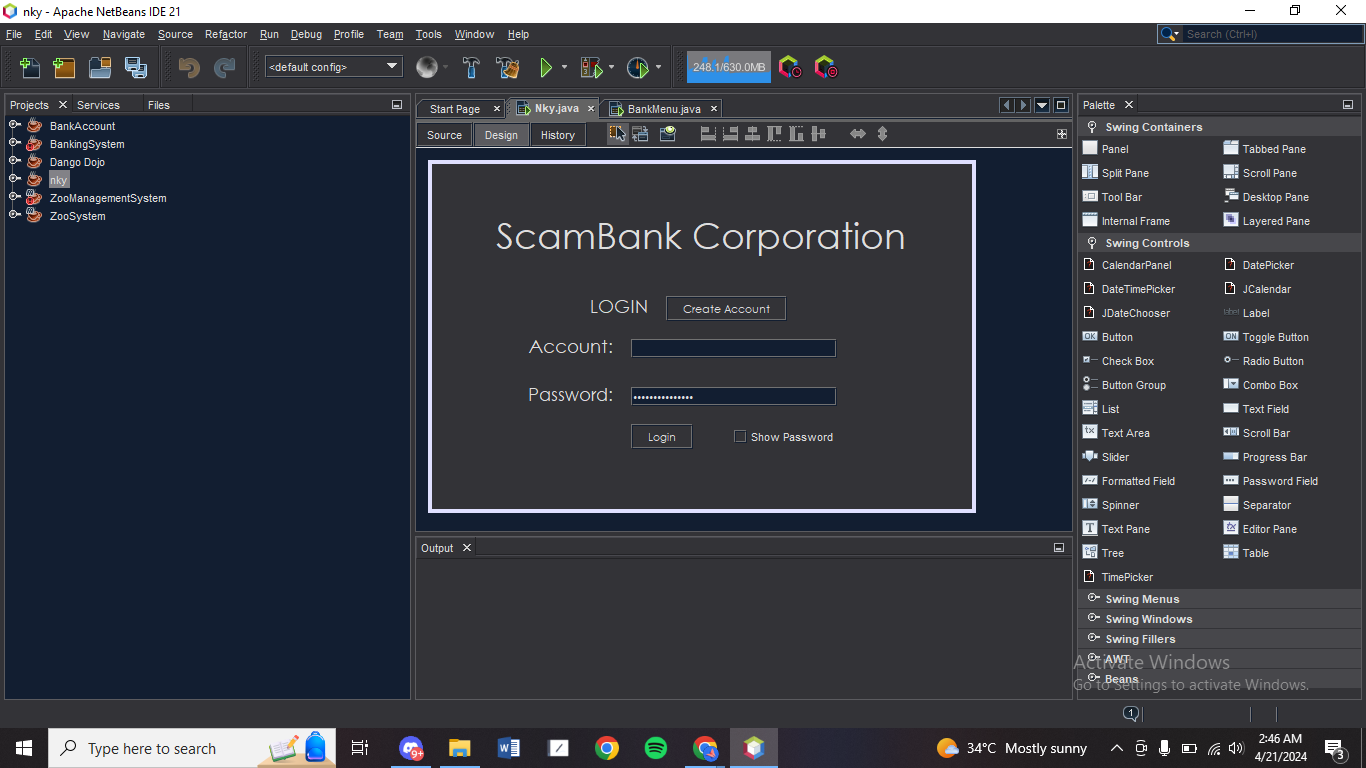 nky - Apache NetBeans IDE 21
File Edit View Navigate Source Refactor Run Debug Profile Team Tools Window Help
Search (Ctrl+I)
<default config>
248.1/630.0MB
Projects Services Files
BankAccount
BankingSystem
Dango Dojo
nky
ZooManagementSystem
ZooSystem
Start Page Nky.java BankMenu.java
Source Design History
ScamBank Corporation
LOGIN Create Account
Account:
Password: •••••••••••••••
Login Show Password
Output
Palette
Swing Containers
Panel Tabbed Pane
Split Pane Scroll Pane
Tool Bar Desktop Pane
Internal Frame Layered Pane
Swing Controls
CalendarPanel DatePicker
DateTimePicker JCalendar
JDateChooser label Label
OK Button ON Toggle Button
Check Box Radio Button
Button Group Combo Box
List Text Field
tx Text Area Scroll Bar
Slider Progress Bar
Formatted Field Password Field
Spinner Separator
T Text Pane tx Editor Pane
Tree Table
TimePicker
Swing Menus
Swing Windows
Swing Fillers
AWT
Beans
Activate Windows
Go to Settings to activate Windows.
1
Type here to search
9+
34°C Mostly sunny
2:46 AM
4/21/2024
3